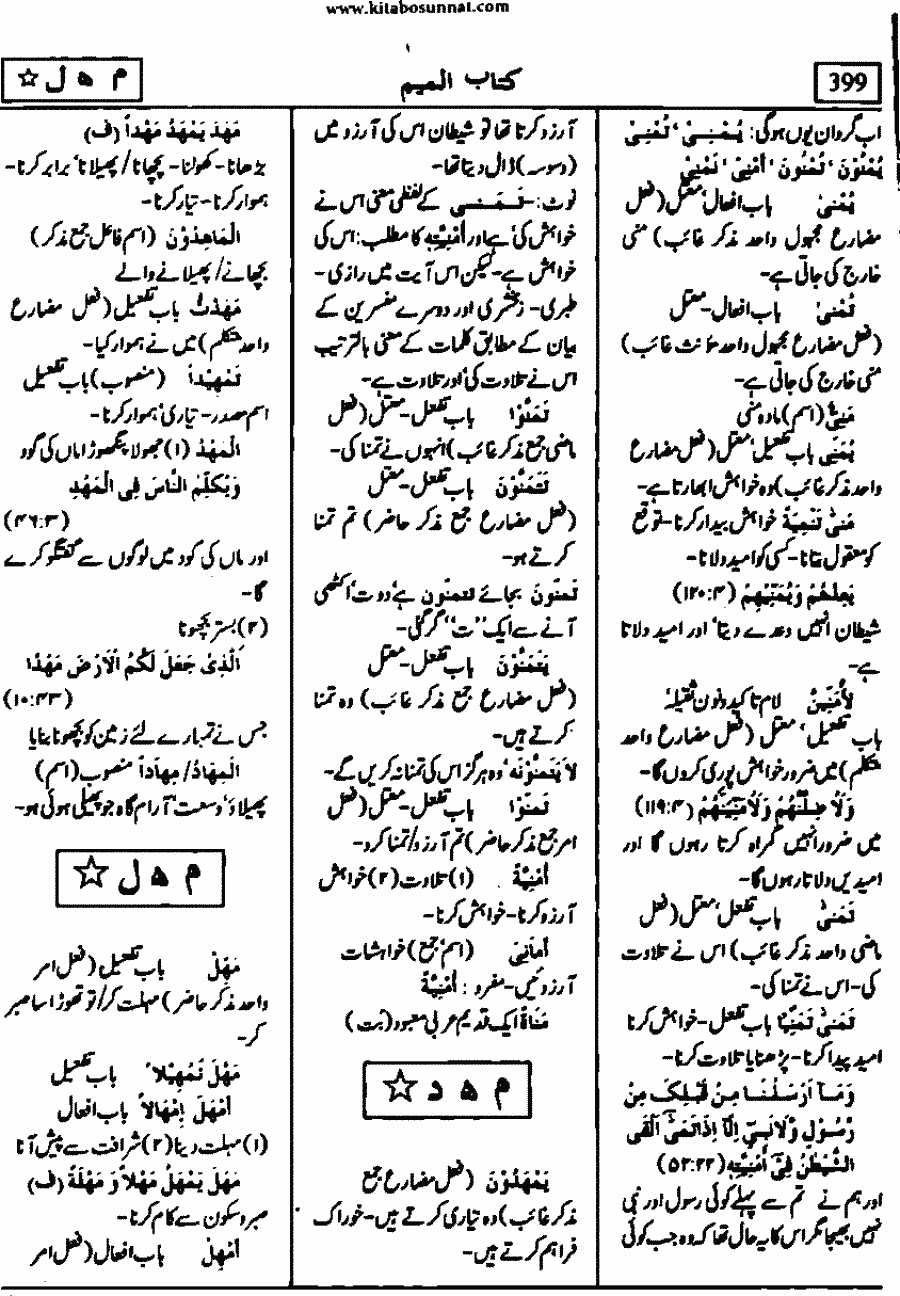 www.kitabosunnat.com
399
کتاب المیم
م ھ ل ☆
اب گردان یوں ہوگی: یُمْنِیْ، تُمْنِیْ
یُمْنُوْنَ، تُمْنُوْنَ، اُمْنِیْ، نُمْنِیْ
یُمْنیٰ باب افعال، معتل (فعل
مضارع مجہول واحد مذکر غائب) منی
خارج کی جاتی ہے-
تُمْنیٰ باب افعال- معتل
(فعل مضارع مجہول واحد مؤنث غائب)
منی خارج کی جاتی ہے-
مَنِیٌّ (اسم) مادہ منی
یُمَنِّی باب تفعیل، معتل (فعل مضارع
واحد مذکر غائب) وہ خواہش ابھارتا ہے-
مَنیّٰ تَمْنِیَۃً خواہش بیدار کرنا- توقع
کو معقول بتانا- کسی کو امید دلانا-
یَعِدُھُمْ وَیُمَنِّیْھِمْ (۱۲۰:۴)
شیطان انہیں وعدے دیتا، اور امید دلاتا
ہے-
لَاُمَنِّیَنَّ لام تاکید و نون ثقیلہ
باب تفعیل، معتل (فعل مضارع واحد
متکلم) میں ضرور خواہش پوری کروں گا-
وَلَاُضِلَّنَّھُمْ وَلَاُمَنِّیَنَّھُمْ (۱۱۹:۴)
میں ضرور انہیں گمراہ کرتا رہوں گا اور
امیدیں دلاتا رہوں گا-
تَمَنیّٰ باب تفعل، معتل (فعل
ماضی واحد مذکر غائب) اس نے تلاوت
کی- اس نے تمنا کی-
تَمَنیّٰ تَمَنِّیًا باب تفعل- خواہش کرنا
امید پیدا کرنا- پڑھنا یا تلاوت کرنا-
وَمَآ اَرْسَلْنَا مِنْ قَبْلِکَ مِنْ
رَّسُوْلٍ وَّلَا نَبِیٍّ اِلَّآ اِذَا تَمَنّٰیٓ اَلْقَی
الشَّیْطٰنُ فِیْٓ اُمْنِیَّتِہٖ (۵۲:۲۲)
اور ہم نے تم سے پہلے کوئی رسول اور نبی
نہیں بھیجا مگر اس کا یہ حال تھا کہ وہ جب کوئی
آرزو کرتا تھا تو شیطان اس کی آرزو میں
(وسوسہ) ڈال دیتا تھا-
نوٹ:- تَمَنّٰی کے لفظی معنی اس نے
خواہش کی، ہے اور اُمْنِیَّتِہٖ کا مطلب: اس کی
خواہش ہے- لیکن اس آیت میں رازی-
طبری- زمخشری اور دوسرے مفسرین کے
بیان کے مطابق کلمات کے معنی بالترتیب
اس نے تلاوت کی، اور تلاوت ہے-
تَمَنَّوْا باب تفعل- معتل (فعل
ماضی جمع مذکر غائب) انہوں نے تمنا کی-
تَتَمَنَّوْنَ باب تفعل- معتل
(فعل مضارع جمع مذکر حاضر) تم تمنا
کرتے ہو-
تَمَنَّوْنَ بجائے تتمنون ہے، دوت، اکٹھی
آنے سے ایک "ت" گر گئی-
یَتَمَنَّوْنَ باب تفعل- معتل
(فعل مضارع جمع مذکر غائب) وہ تمنا
کرتے ہیں-
لَا یَتَمَنَّوْنَہٗ، وہ ہرگز اس کی تمنا نہ کریں گے-
تَمَنَّوْا باب تفعل- معتل (فعل
امر جمع مذکر حاضر) تم آرزو/ تمنا کرو-
اُمْنِیَّۃٌ (۱) تلاوت (۲) خواہش
آرزو کرنا- خواہش کرنا-
اَمَانِیَّ (اسم، جمع) خواہشات
آرزوئیں- مفرد: اُمْنِیَّۃٌ
مَنَاۃ ایک قدیم عربی معبود (بت)
م ھ د ☆
یَمْھَدُوْنَ (فعل مضارع جمع
مذکر غائب) وہ تیاری کرتے ہیں- خوراک
فراہم کرتے ہیں-
مَھَدَ یَمْھَدُ مَھْداً (ف)
بڑھانا- کھولنا- بچھانا/ پھیلانا، برابر کرنا-
ہموار کرنا- تیار کرنا-
الْمَاھِدُوْنَ (اسم فاعل جمع مذکر)
بچھانے/ پھیلانے والے
مَھَّدْتُّ باب تفعیل (فعل مضارع
واحد متکلم) میں نے ہموار کیا-
تَمْھِیْداً (منصوب) باب تفعیل
اسم مصدر- تیاری، ہموار کرنا-
الْمَھْدُ (۱) جھولا پنگھوڑا، ماں کی گود
وَیُکَلِّمُ النَّاسَ فِی الْمَھْدِ
(۴۶:۳)
اور ماں کی گود میں لوگوں سے گفتگو کرے
گا-
(۲) بستر بچھونا
اَلَّذِیْ جَعَلَ لَکُمُ الْاَرْضَ مَھْدًا
(۱۰:۴۳)
جس نے تمہارے لئے زمین کو بچھونا بنایا
الْمِھَادُ/ مِھَاداً منصوب (اسم)
پھیلاؤ، وسعت، آرام گاہ جو پھیلی ہوئی ہو-
م ھ ل ☆
مَھِّلْ باب تفعیل (فعل امر
واحد مذکر حاضر) مہلت کر/ تو تھوڑا سا صبر
کر-
مَھَّلَ تَمْھِیْلاً باب تفعیل
اَمْھَلَ اِمْھَالاً باب افعال
(۱) مہلت دینا (۲) شرافت سے پیش آنا
مَھَلَ یَمْھَلُ مَھْلاً وَ مَھْلَۃً (ف)
صبر و سکون سے کام کرنا-
اَمْھِلْ باب افعال (فعل امر